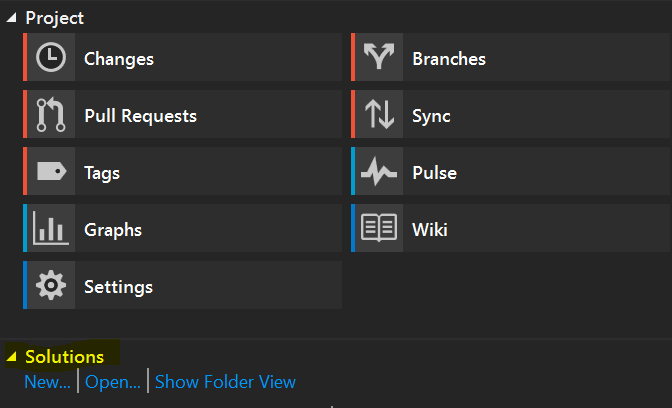 Project
Changes Branches
Pull Requests Sync
Tags Pulse
Graphs Wiki
Settings
Solutions
New... Open... Show Folder View